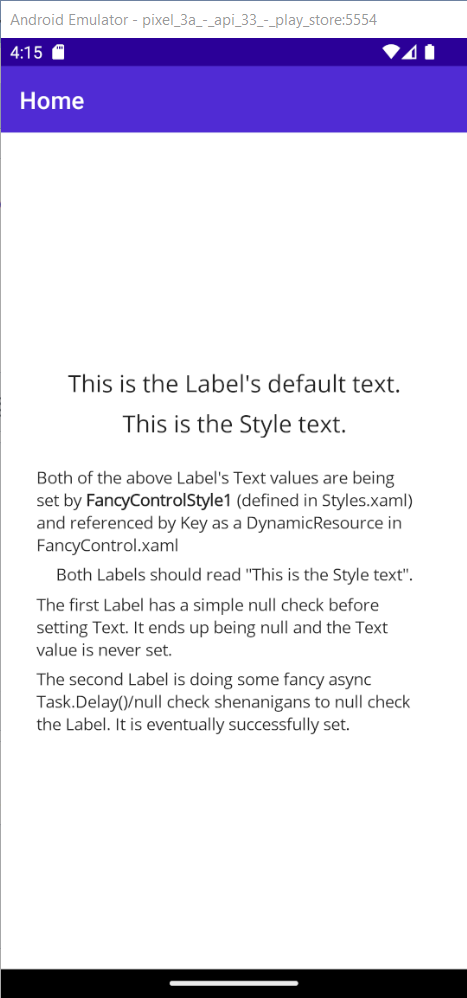 Android Emulator - pixel_3a_-_api_33_-_play_store:5554
4:15
Home
This is the Label's default text.
This is the Style text.
Both of the above Label's Text values are being
set by FancyControlStyle1 (defined in Styles.xaml)
and referenced by Key as a DynamicResource in
FancyControl.xaml
Both Labels should read "This is the Style text".
The first Label has a simple null check before
setting Text. It ends up being null and the Text
value is never set.
The second Label is doing some fancy async
Task.Delay()/null check shenanigans to null check
the Label. It is eventually successfully set.